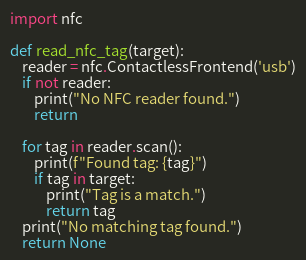 import nfc

def read_nfc_tag(target):
    reader = nfc.ContactlessFrontend('usb')
    if not reader:
        print("No NFC reader found.")
        return

    for tag in reader.scan():
        print(f"Found tag: {tag}")
        if tag in target:
            print("Tag is a match.")
            return tag
    print("No matching tag found.")
    return None